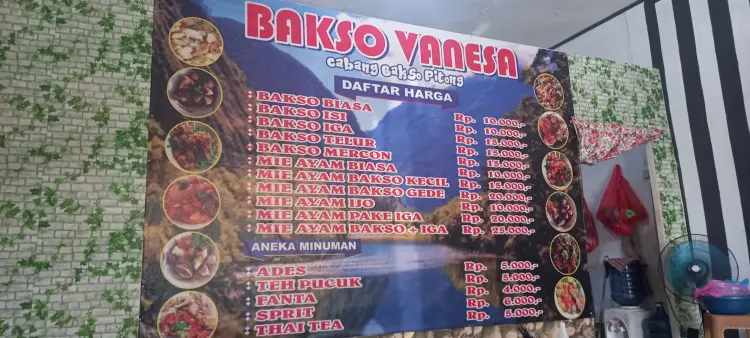 BAKSO VANESA
Cabang Bakso Pitong
DAFTAR HARGA
BAKSO BIASA Rp. 10.000,-
BAKSO ISI Rp. 10.000,-
BAKSO IGA Rp. 15.000,-
BAKSO TELUR Rp. 15.000,-
BAKSO MERCON Rp. 15.000,-
MIE AYAM BIASA Rp. 10.000,-
MIE AYAM BAKSO KECIL Rp. 15.000,-
MIE AYAM BAKSO GEDE Rp. 20.000,-
MIE AYAM IJO Rp. 10.000,-
MIE AYAM PAKE IGA Rp. 20.000,-
MIE AYAM BAKSO + IGA Rp. 25.000,-
ANEKA MINUMAN
ADES Rp. 5.000,-
TEH PUCUK Rp. 5.000,-
FANTA Rp. 4.000,-
SPRIT Rp. 6.000,-
THAI TEA Rp. 5.000,-